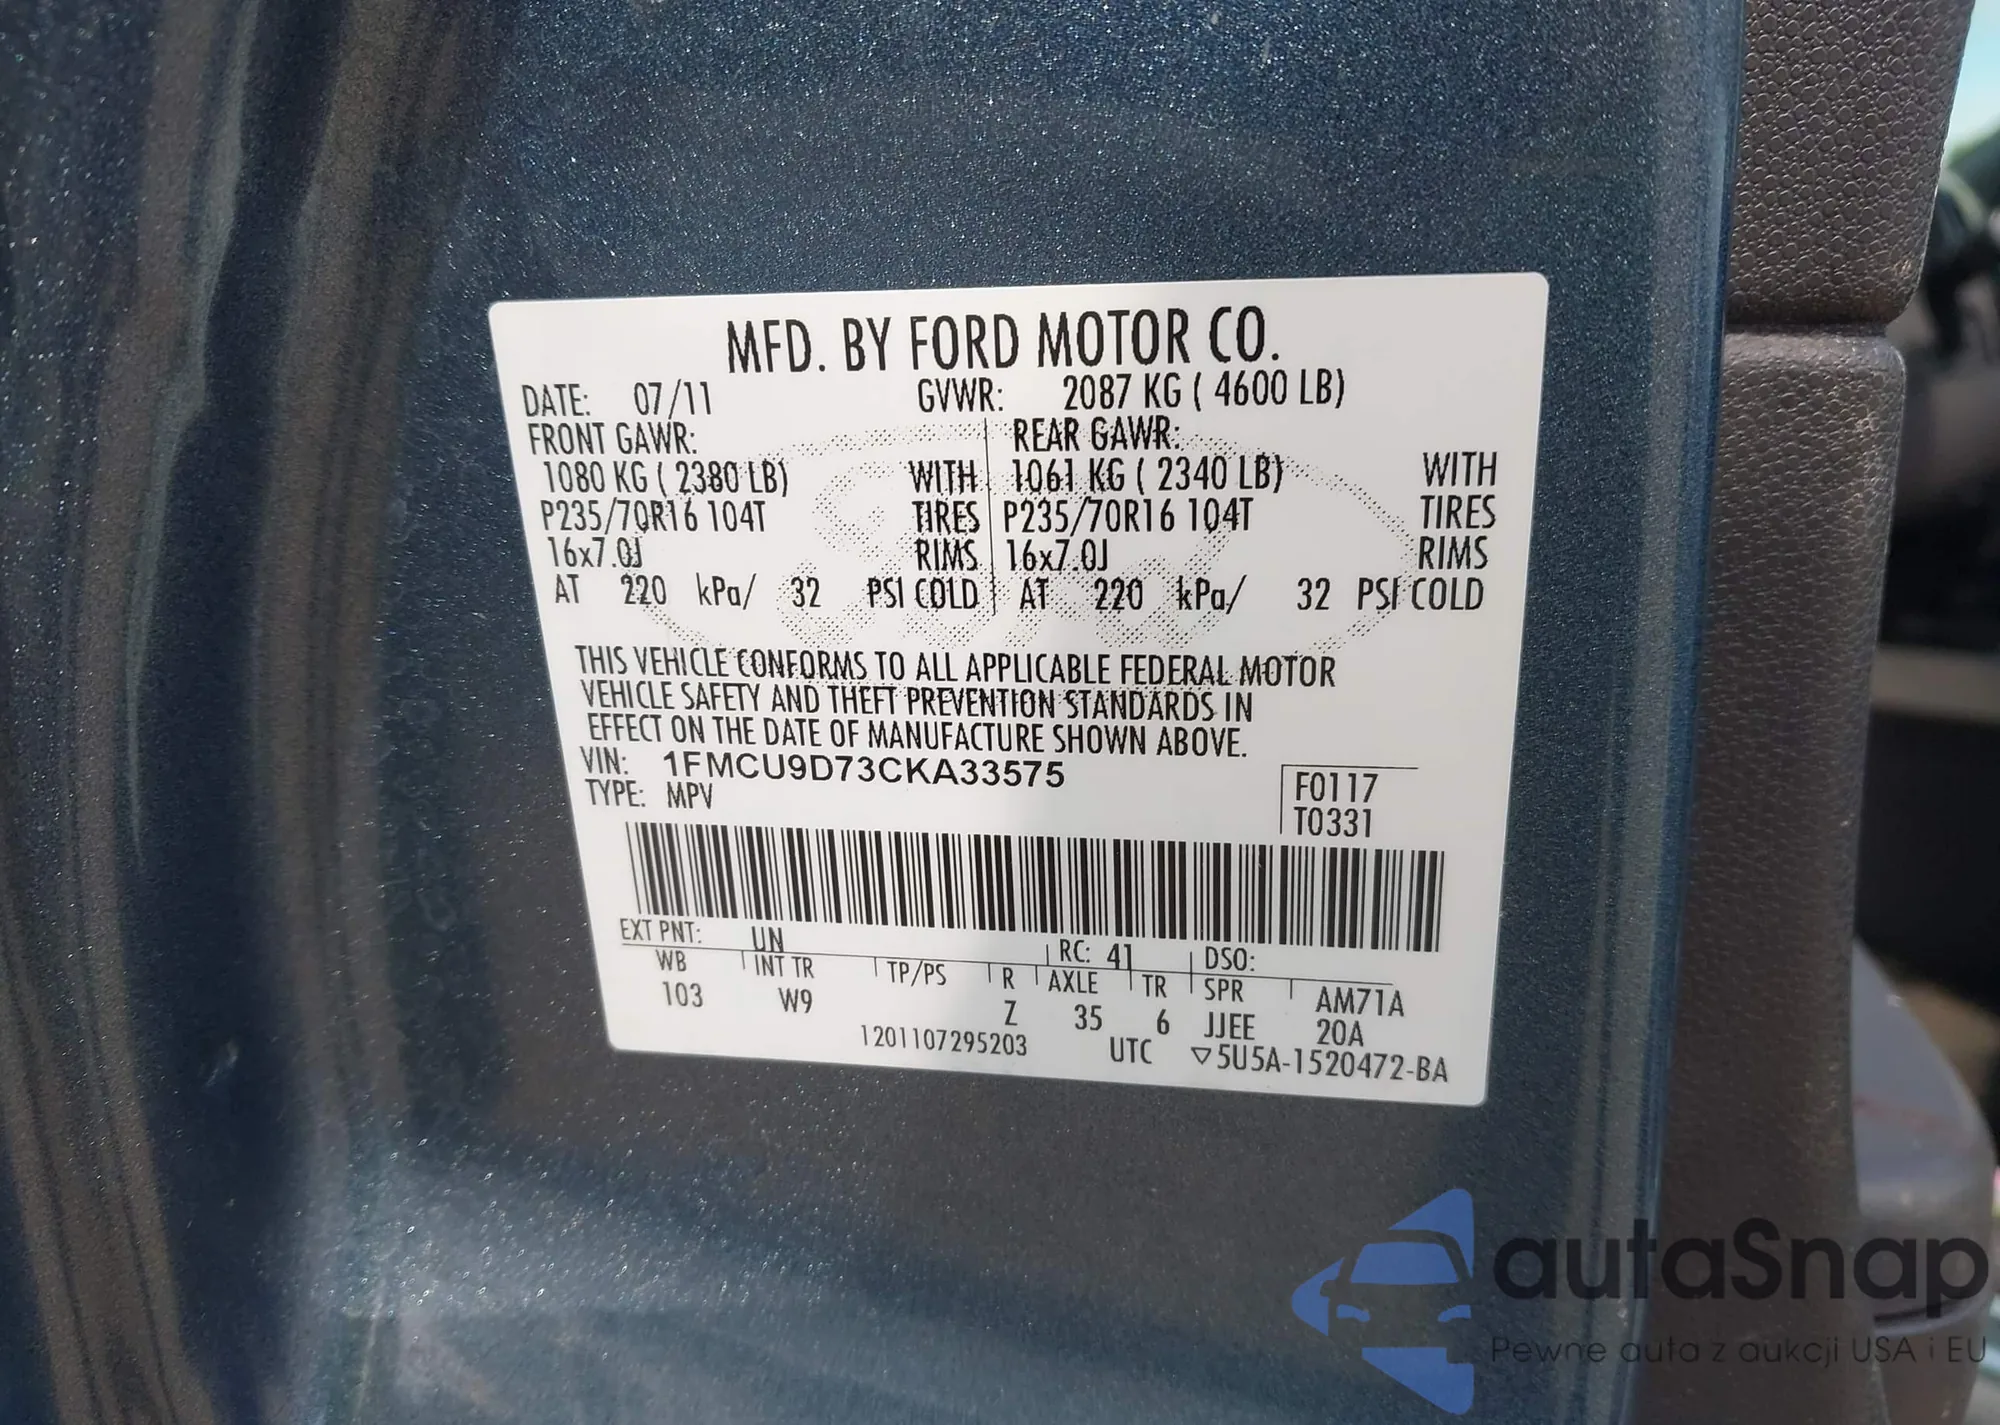 MFD. BY FORD MOTOR CO.
DATE: 07/11 GVWR: 2087 KG ( 4600 LB)
FRONT GAWR: REAR GAWR:
1080 KG ( 2380 LB) WITH 1061 KG ( 2340 LB) WITH
P235/70R16 104T TIRES P235/70R16 104T TIRES
16x7.0J RIMS 16x7.0J RIMS
AT 220 kPa/ 32 PSI COLD AT 220 kPa/ 32 PSI COLD
THIS VEHICLE CONFORMS TO ALL APPLICABLE FEDERAL MOTOR
VEHICLE SAFETY AND THEFT PREVENTION STANDARDS IN
EFFECT ON THE DATE OF MANUFACTURE SHOWN ABOVE.
VIN: 1FMCU9D73CKA33575
TYPE: MPV
F0117
T0331
EXT PNT: UN RC: 41 DSO:
WB INT TR TP/PS R AXLE TR SPR AM71A
103 W9 Z 35 6 JJEE 20A
1201107295203 UTC ▽5U5A-1520472-BA
autaSnap
Pewne auta z aukcji USA i EU